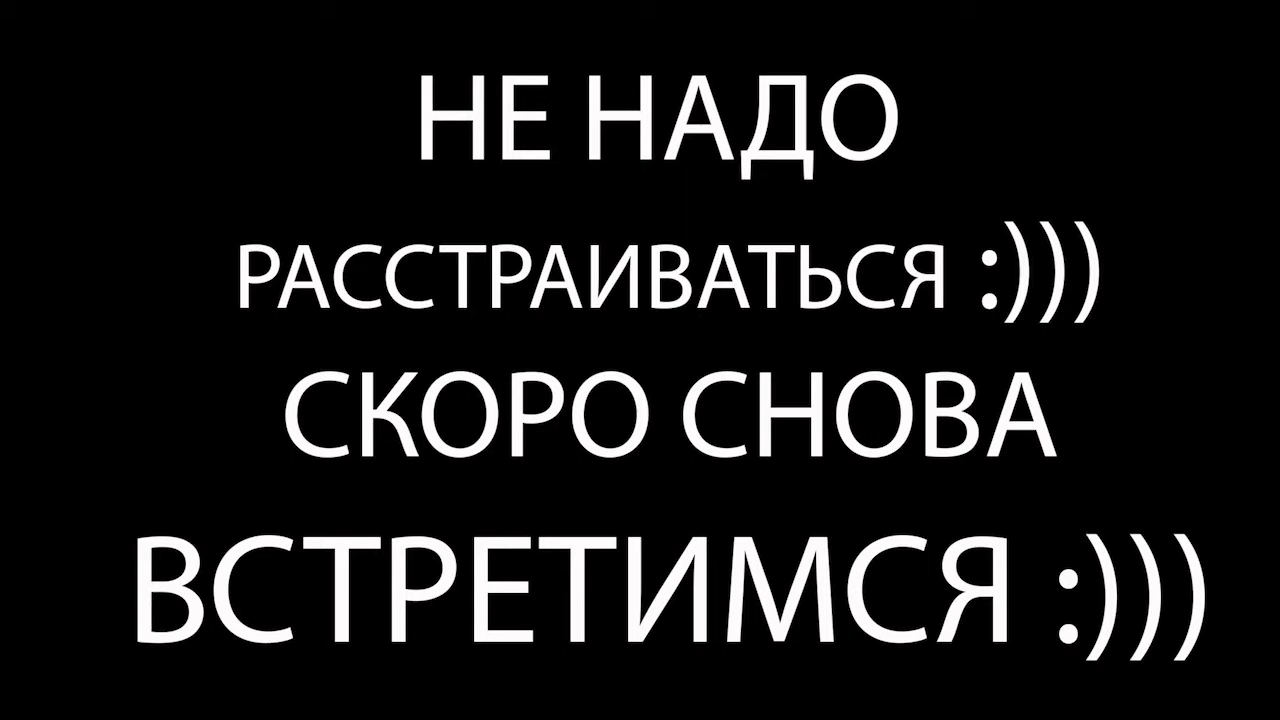 НЕ НАДО
РАССТРАИВАТЬСЯ :)))
СКОРО СНОВА
ВСТРЕТИМСЯ :)))